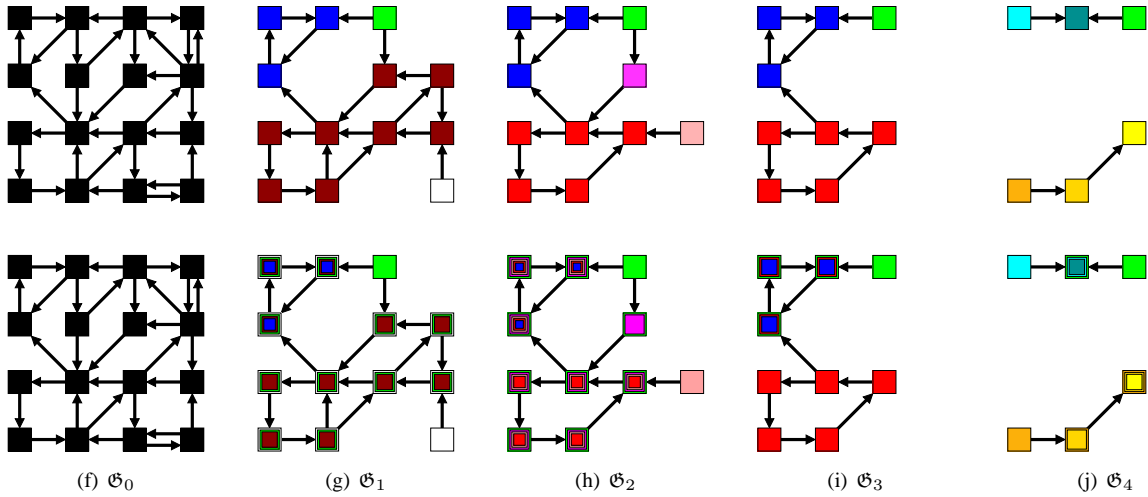 (f) 𝔊₀ (g) 𝔊₁ (h) 𝔊₂ (i) 𝔊₃ (j) 𝔊₄